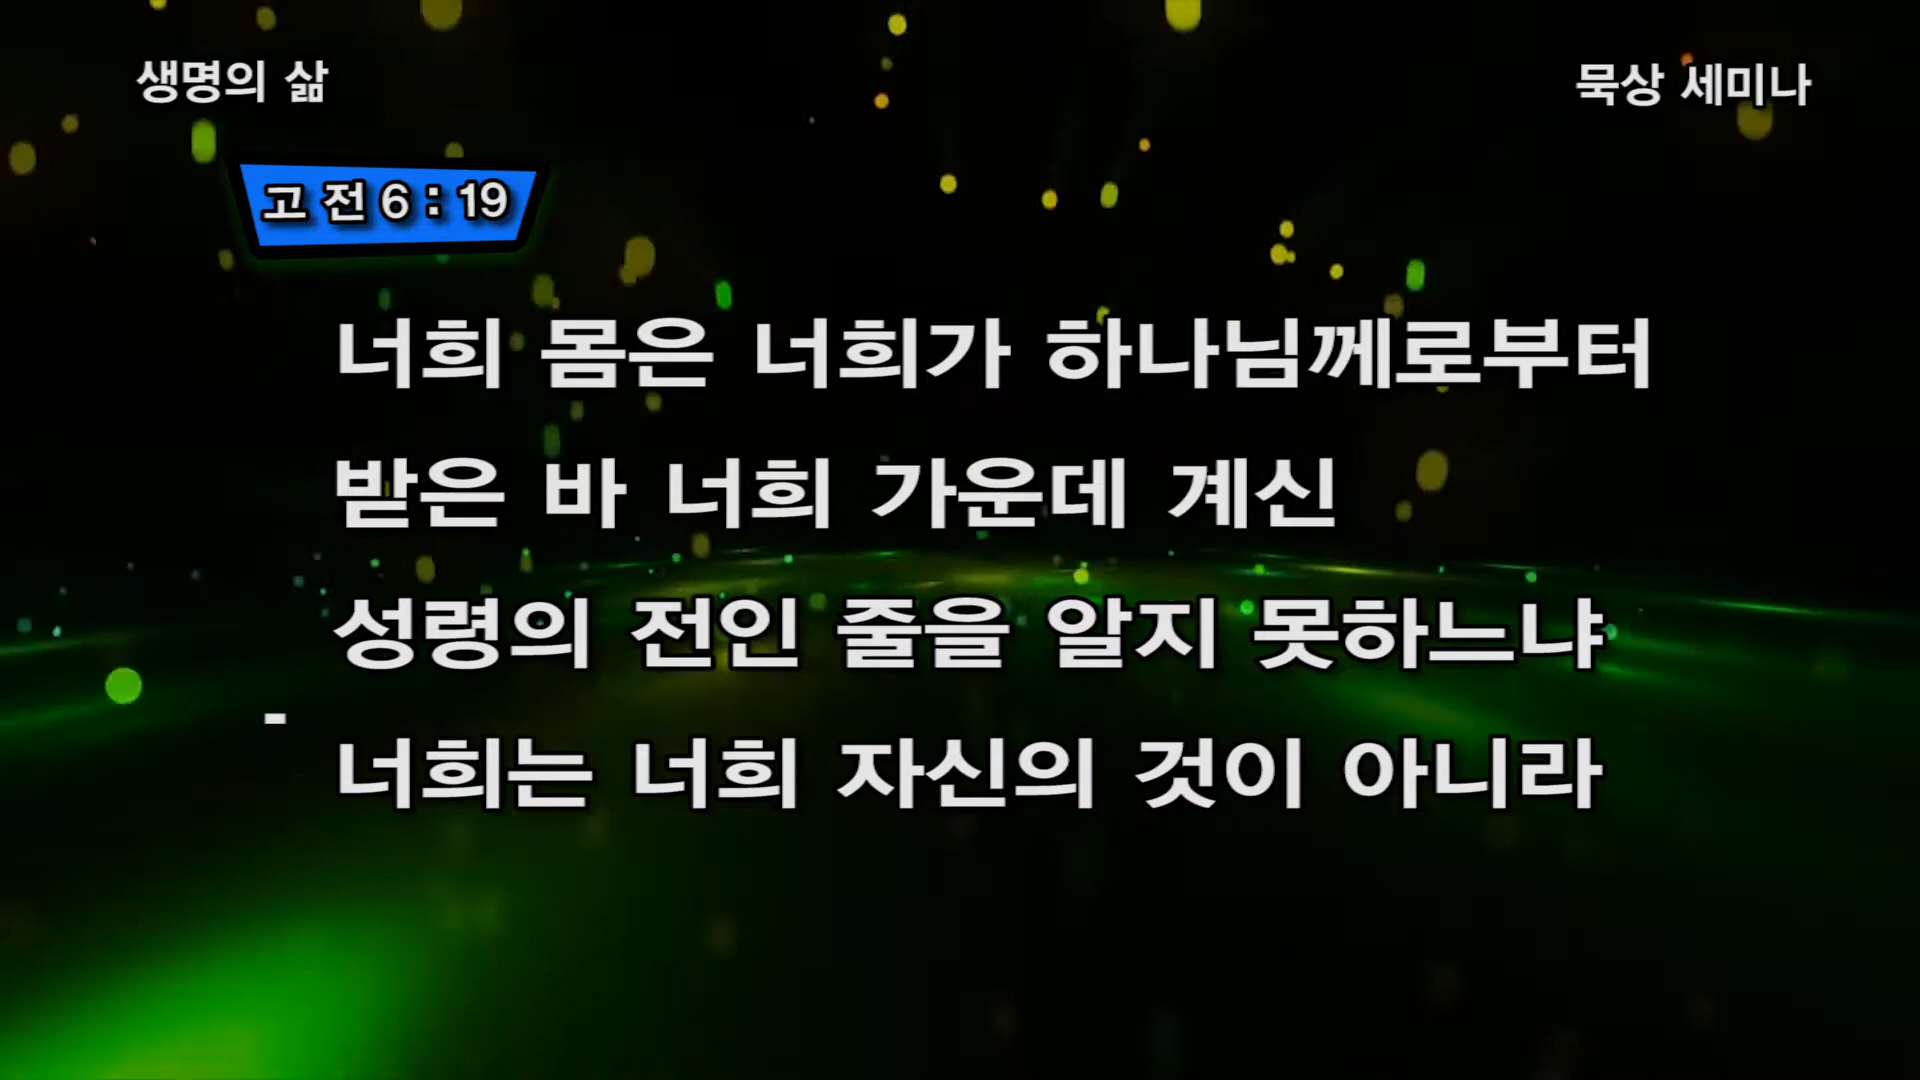 생명의 삶
묵상 세미나
고 전 6 : 19
너희 몸은 너희가 하나님께로부터
받은 바 너희 가운데 계신
성령의 전인 줄을 알지 못하느냐
-
너희는 너희 자신의 것이 아니라